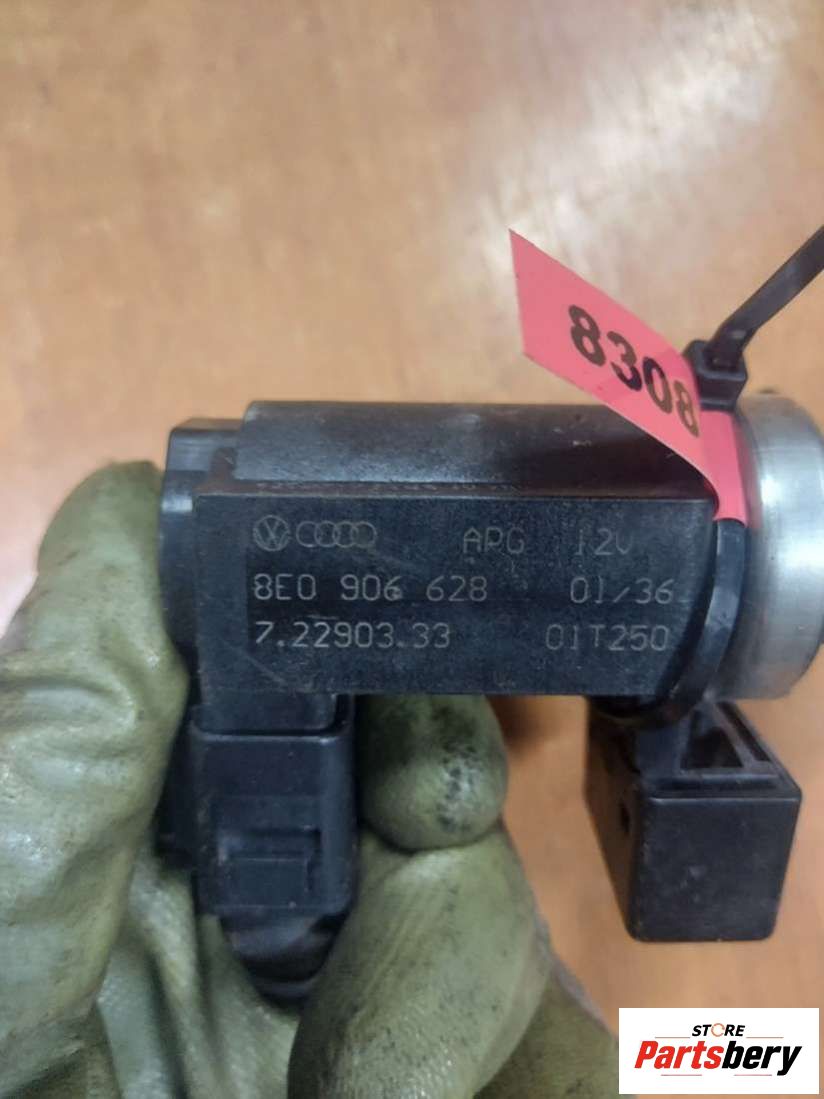 8308
APG 12V
8E0 906 628 01/36
7.22903.33 01T250
STORE
Partsbery